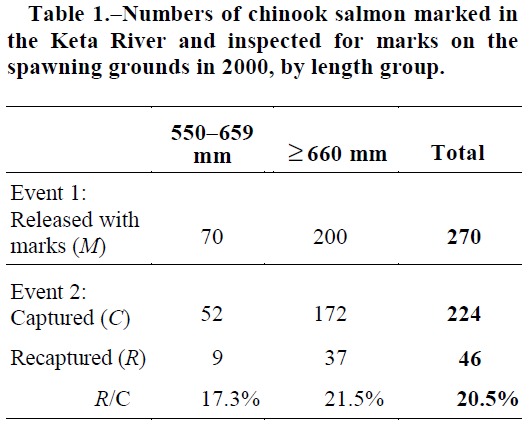 Table 1.–Numbers of chinook salmon marked in
the Keta River and inspected for marks on the
spawning grounds in 2000, by length group.
550–659
mm ≥ 660 mm Total
Event 1:
Released with
marks (M) 70 200 270
Event 2:
Captured (C) 52 172 224
Recaptured (R) 9 37 46
R/C 17.3% 21.5% 20.5%